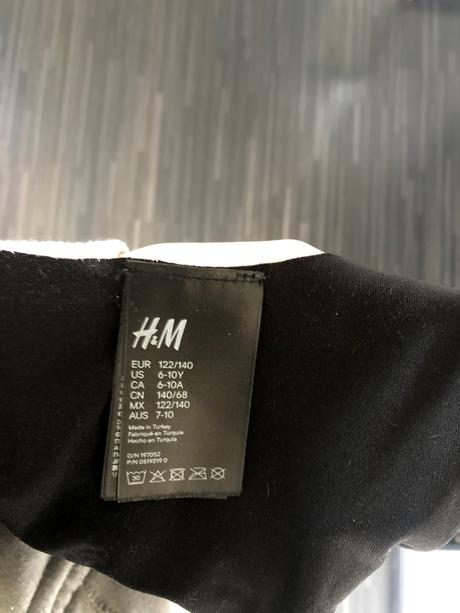 H&M
EUR 122/140
US 6-10Y
CA 6-10A
CN 140/68
MX 122/140
AUS 7-10
Made in Turkey
Fabriqué en Turquie
Hecho en Turquía
O/N 197052
P/N 0519219 0
30